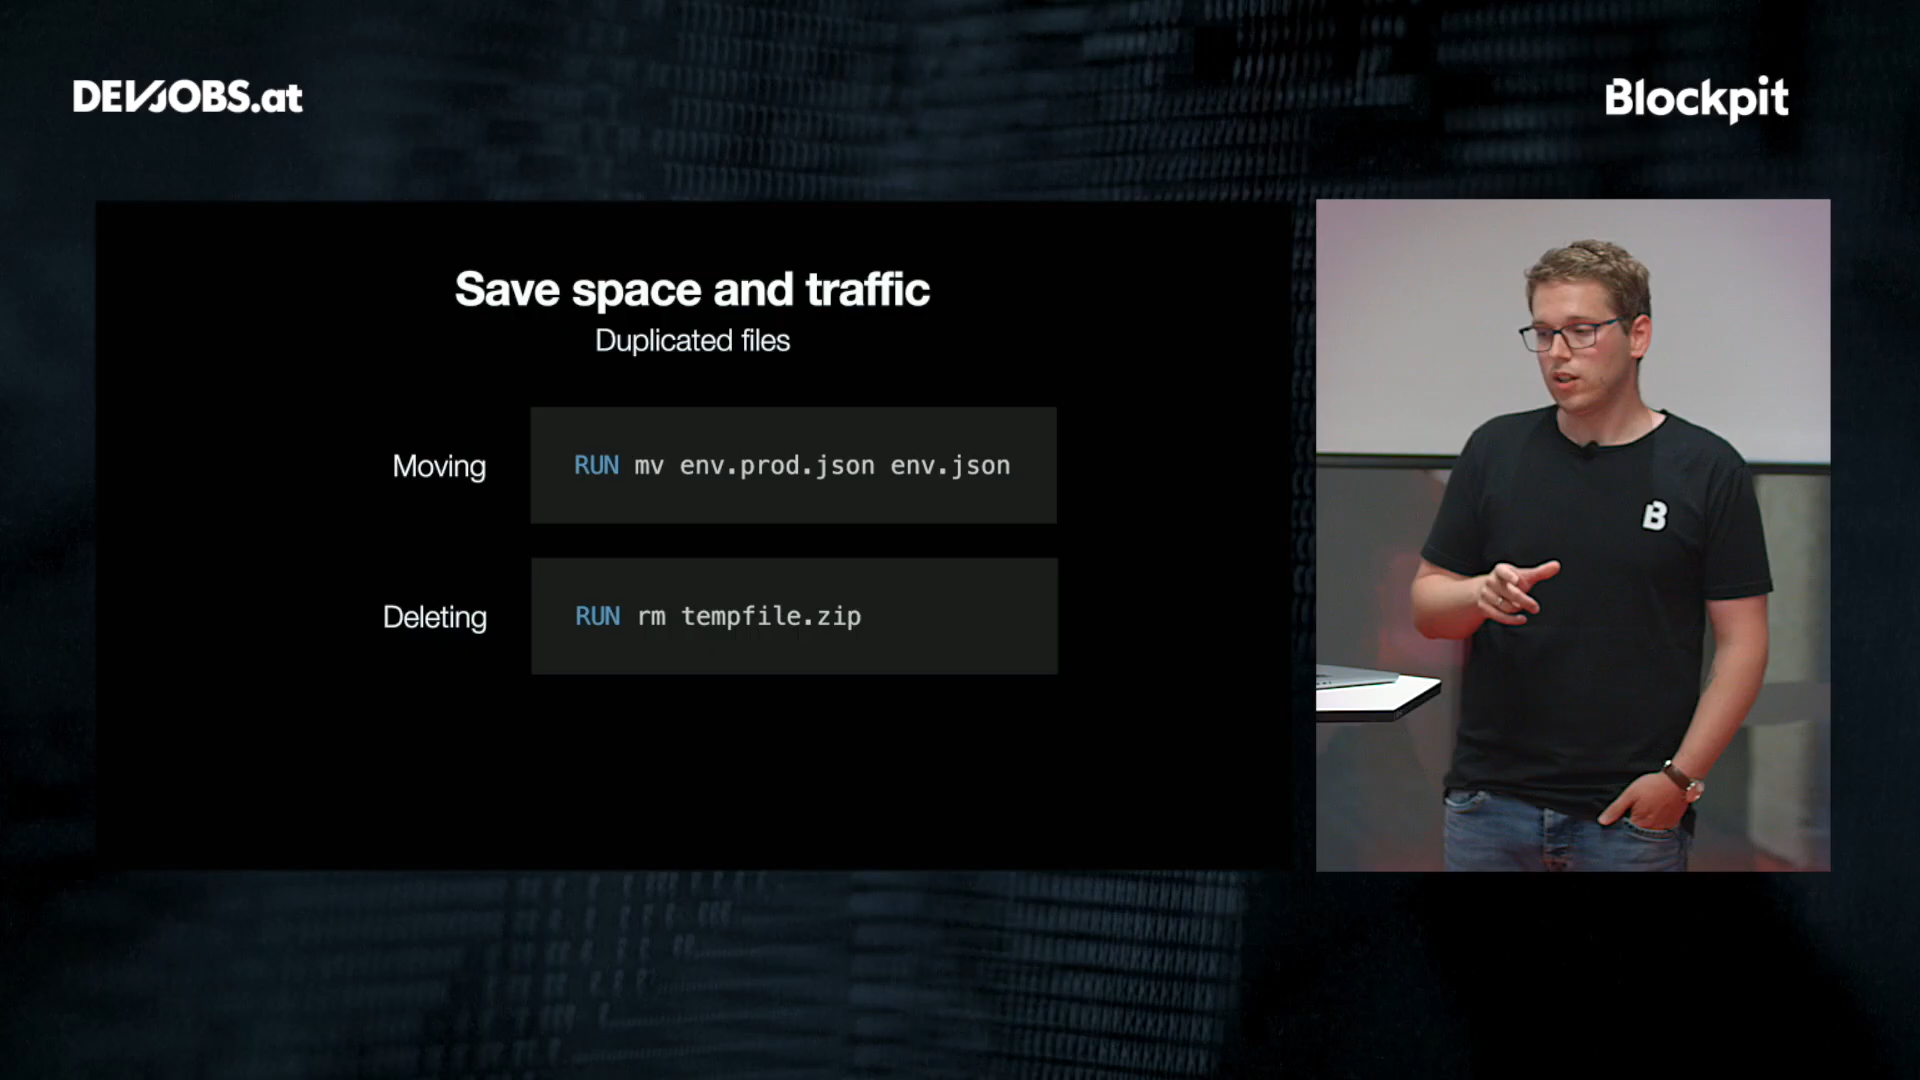 DEVJOBS.at
Blockpit
Save space and traffic
Duplicated files
Moving
RUN mv env.prod.json env.json
Deleting
RUN rm tempfile.zip
B